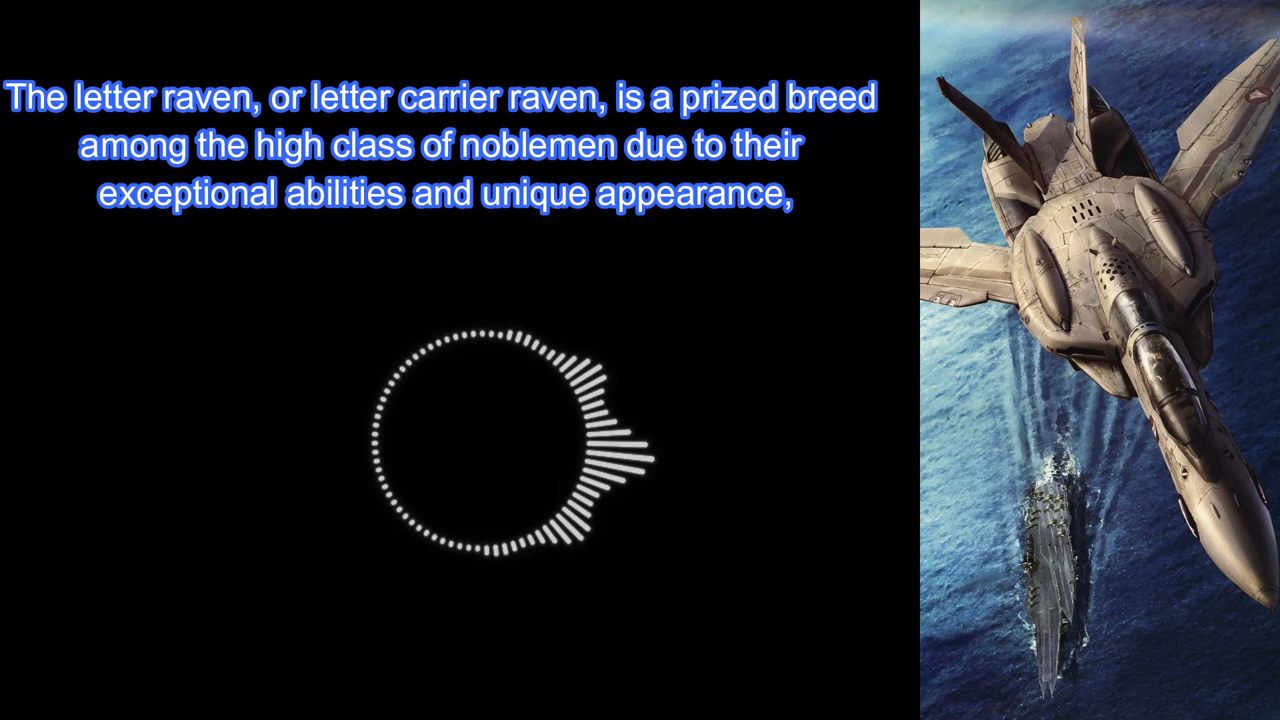 The letter raven, or letter carrier raven, is a prized breed
among the high class of noblemen due to their
exceptional abilities and unique appearance,